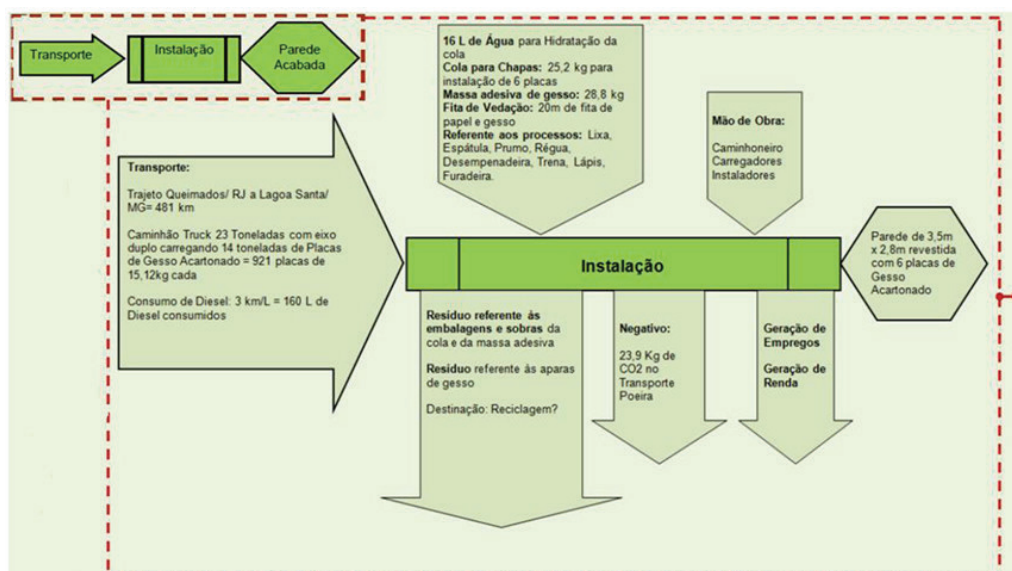 Transporte
Instalação
Parede
Acabada
16 L de Água para Hidratação da
cola
Cola para Chapas: 25,2 kg para
instalação de 6 placas
Massa adesiva de gesso: 28,8 kg
Fita de Vedação: 20m de fita de
papel e gesso
Referente aos processos: Lixa,
Espátula, Prumo, Régua,
Desempenadeira, Trena, Lápis,
Furadeira.
Mão de Obra:
Caminhoneiro
Carregadores
Instaladores
Transporte:
Trajeto Queimados/ RJ a Lagoa Santa/
MG= 481 km
Caminhão Truck 23 Toneladas com eixo
duplo carregando 14 toneladas de Placas
de Gesso Acartonado = 921 placas de
15,12kg cada
Consumo de Diesel: 3 km/L = 160 L de
Diesel consumidos
Instalação
Parede de 3,5m
x 2,8m revestida
com 6 placas de
Gesso
Acartonado
Resíduo referente às
embalagens e sobras da
cola e da massa adesiva
Resíduo referente às aparas
de gesso
Destinação: Reciclagem?
Negativo:
23,9 Kg de
CO2 no
Transporte
Poeira
Geração de
Empregos
Geração de
Renda